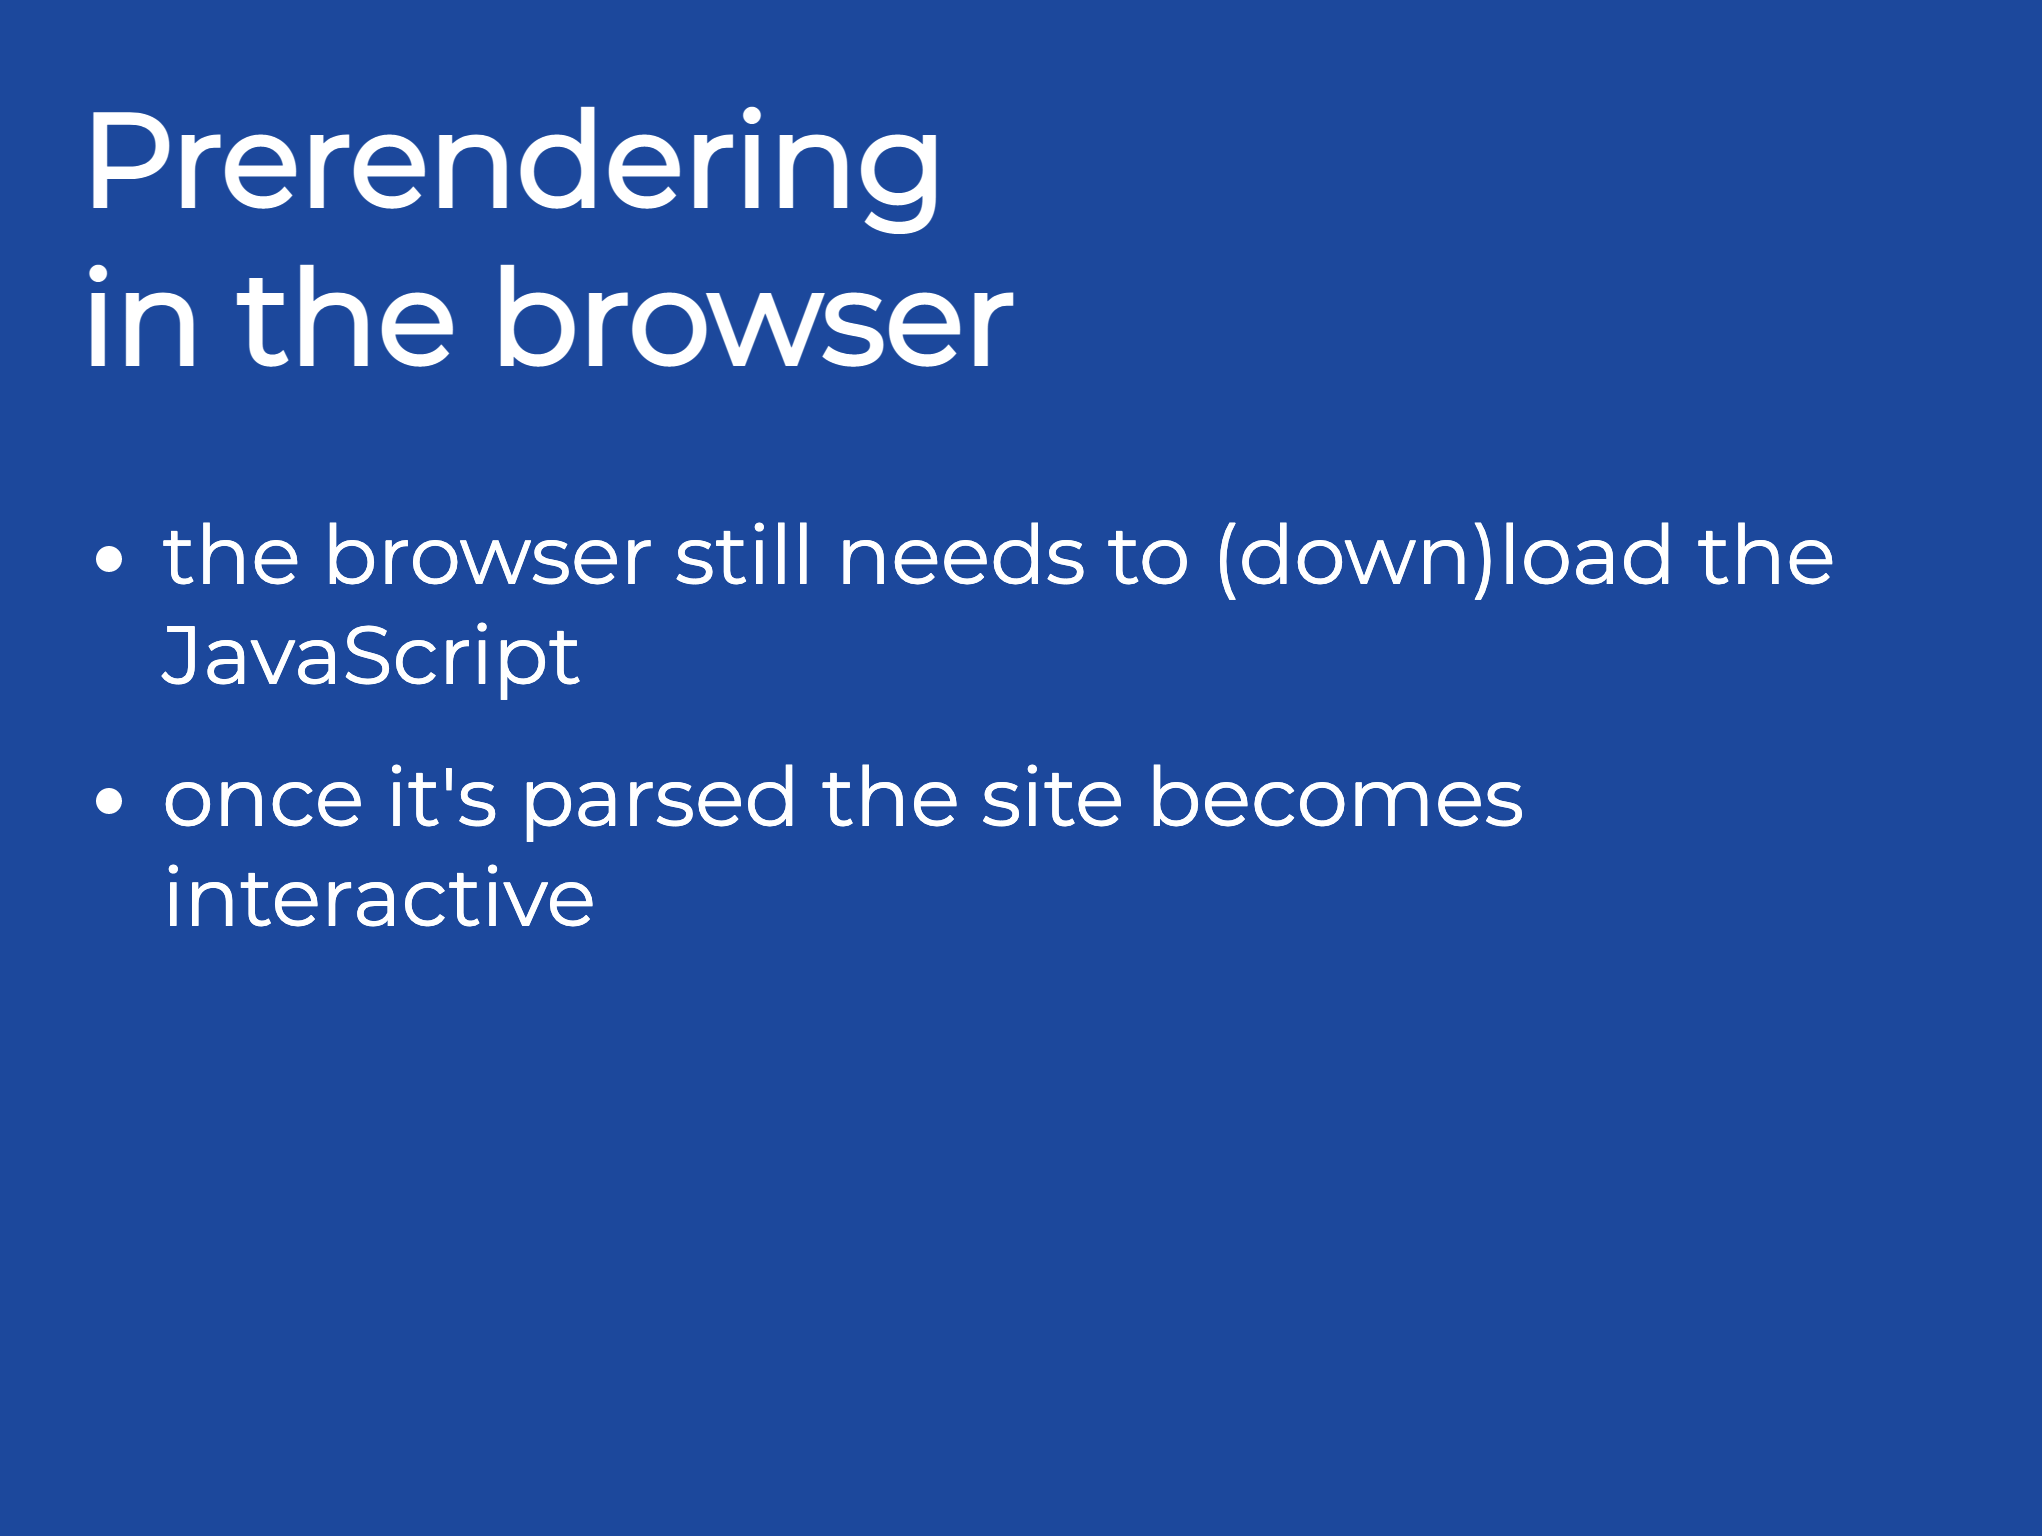 Prerendering
in the browser
• the browser still needs to (down)load the
JavaScript
• once it's parsed the site becomes
interactive